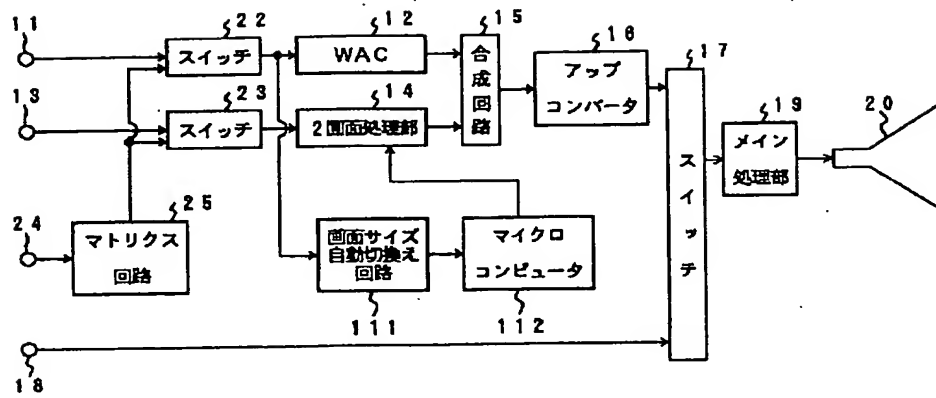 11
22
スイッチ
12
WAC
15
合成回路
16
アップ
コンバータ
17
スイッチ
13
23
スイッチ
14
2画面処理部
19
メイン
処理部
20
24
25
マトリクス
回路
画面サイズ
自動切換え
回路
111
マイクロ
コンピュータ
112
18